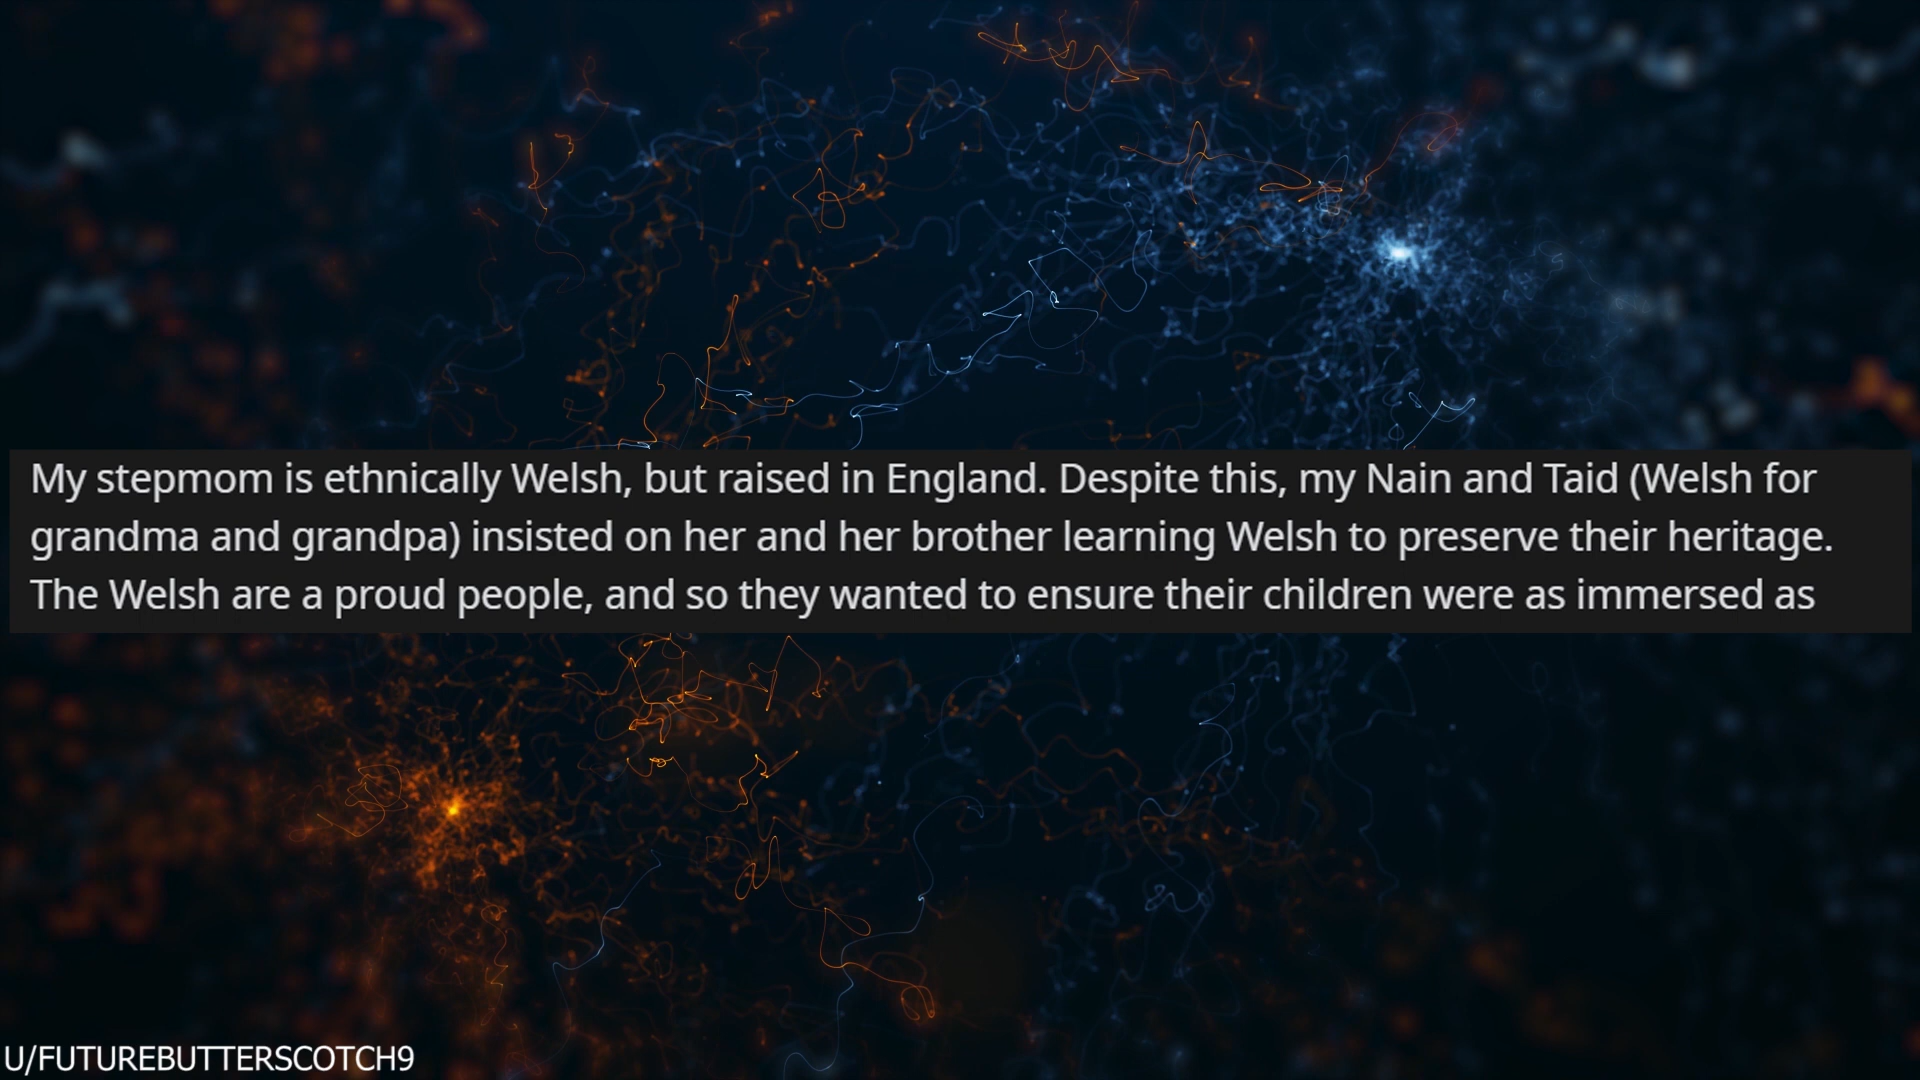 My stepmom is ethnically Welsh, but raised in England. Despite this, my Nain and Taid (Welsh for
grandma and grandpa) insisted on her and her brother learning Welsh to preserve their heritage.
The Welsh are a proud people, and so they wanted to ensure their children were as immersed as
U/FUTUREBUTTERSCOTCH9